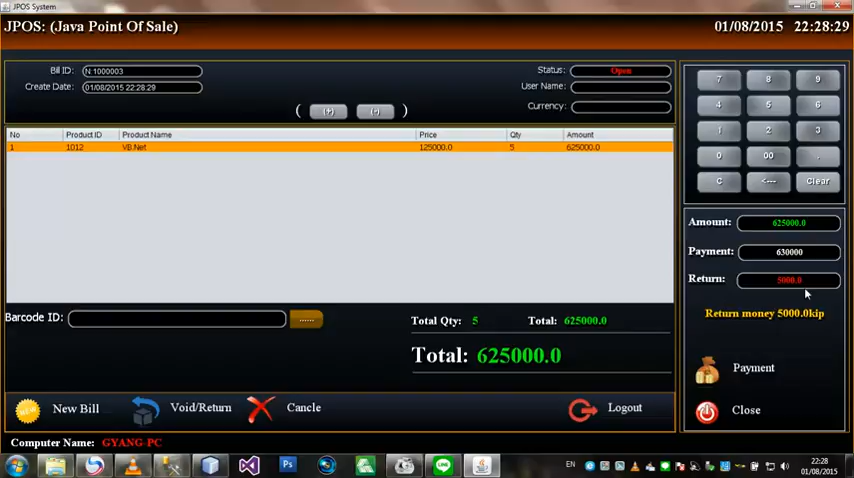 JPOS System
JPOS: (Java Point Of Sale)
01/08/2015 22:28:29
Bill ID: N 1000003
Create Date: 01/08/2015 22:28:29
Status: Open
User Name:
Currency:
( (+) (-) )
No Product ID Product Name Price Qty Amount
1 1012 VB.Net 125000.0 5 625000.0
7 8 9
4 5 6
1 2 3
0 00 .
C <--- Clear
Amount: 625000.0
Payment: 630000
Return: 5000.0
Return money 5000.0kip
Barcode ID: ......
Total Qty: 5 Total: 625000.0
Total: 625000.0
Payment
Close
NEW New Bill Void/Return Cancle Logout
Computer Name: GYANG-PC
Ps LINE EN 22:28
01/08/2015